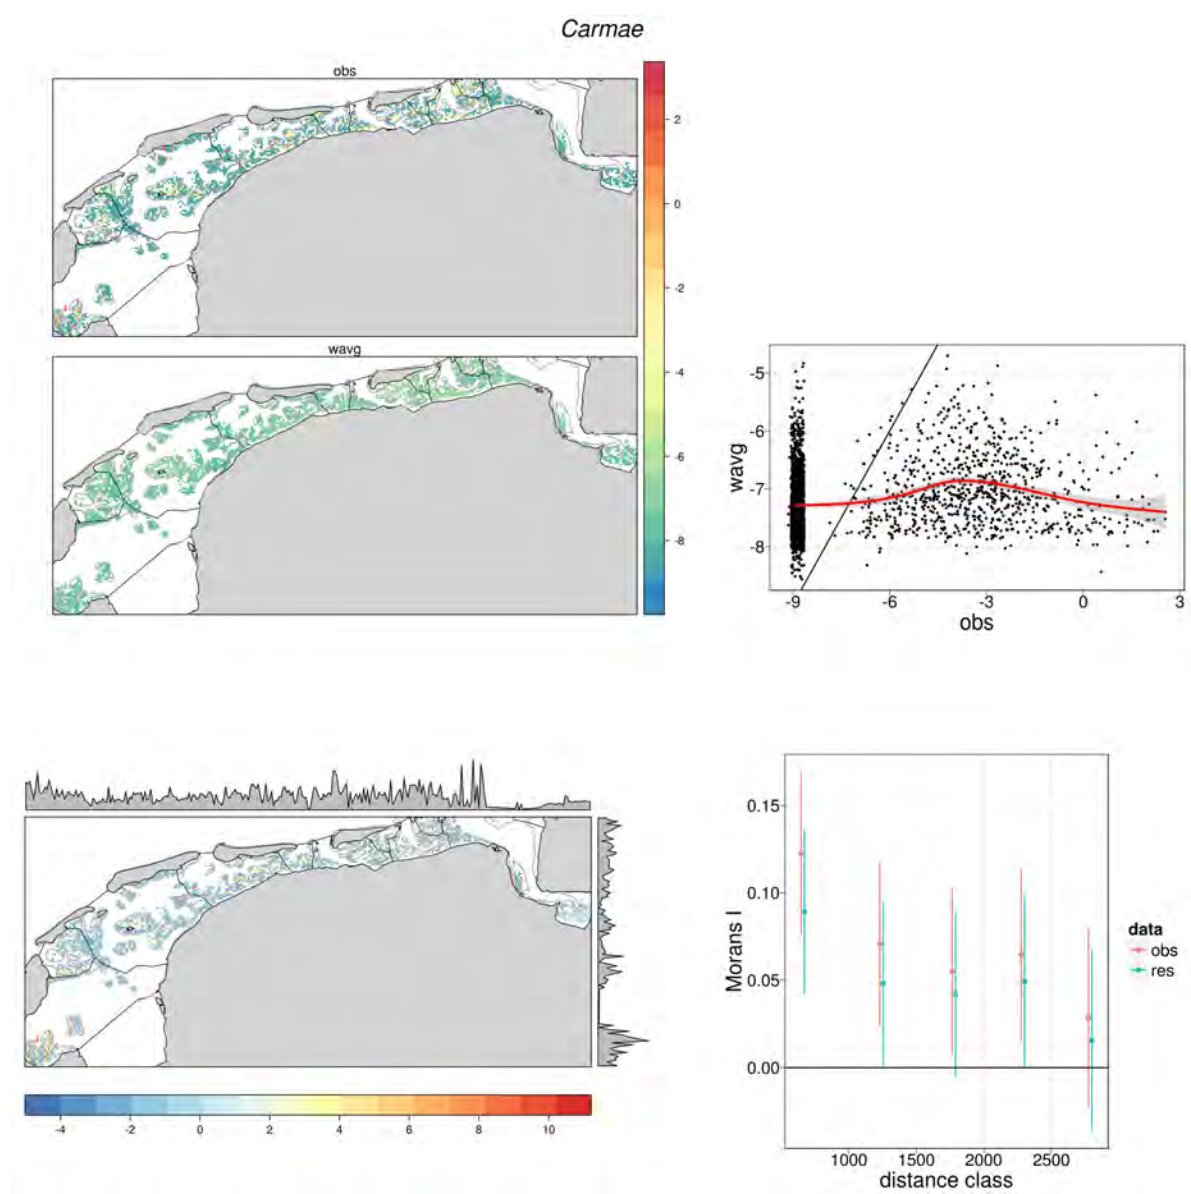 Carmae
obs
2
0
-2
-4
-6
-8
wavg
wavg
-5
-6
-7
-8
-9 -6 -3 0 3
obs
-4 -2 0 2 4 6 8 10
Morans I
0.15
0.10
0.05
0.00
1000 1500 2000 2500
distance class
data
obs
res